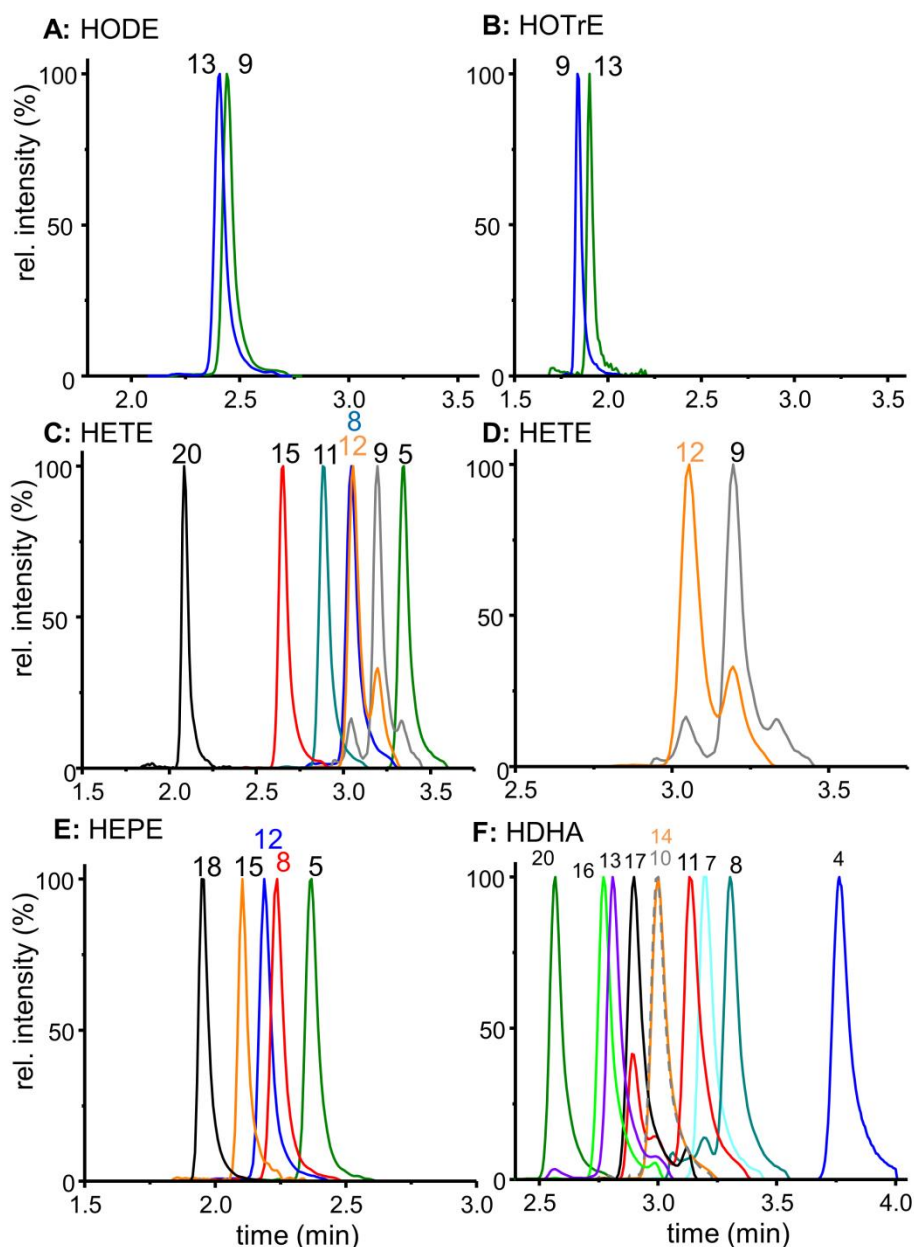 A: HODE
13 9
rel. intensity (%)
100
50
0
2.0 2.5 3.0 3.5
B: HOTrE
9 13
100
50
0
1.5 2.0 2.5 3.0 3.5
C: HETE
8
20 15 11 12 9 5
rel. intensity (%)
100
50
0
1.5 2.0 2.5 3.0 3.5
D: HETE
12 9
100
50
0
2.5 3.0 3.5
E: HEPE
12
18 15 8 5
rel. intensity (%)
100
50
0
1.5 2.0 2.5 3.0
time (min)
F: HDHA
14
20 16 13 17 10 11 7 8 4
100
50
0
2.5 3.0 3.5 4.0
time (min)